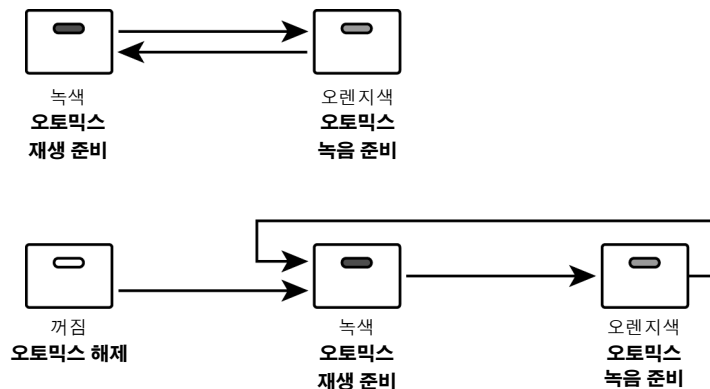 녹색
오토믹스
재생 준비
오렌지색
오토믹스
녹음 준비
꺼짐
오토믹스 해제
녹색
오토믹스
재생 준비
오렌지색
오토믹스
녹음 준비